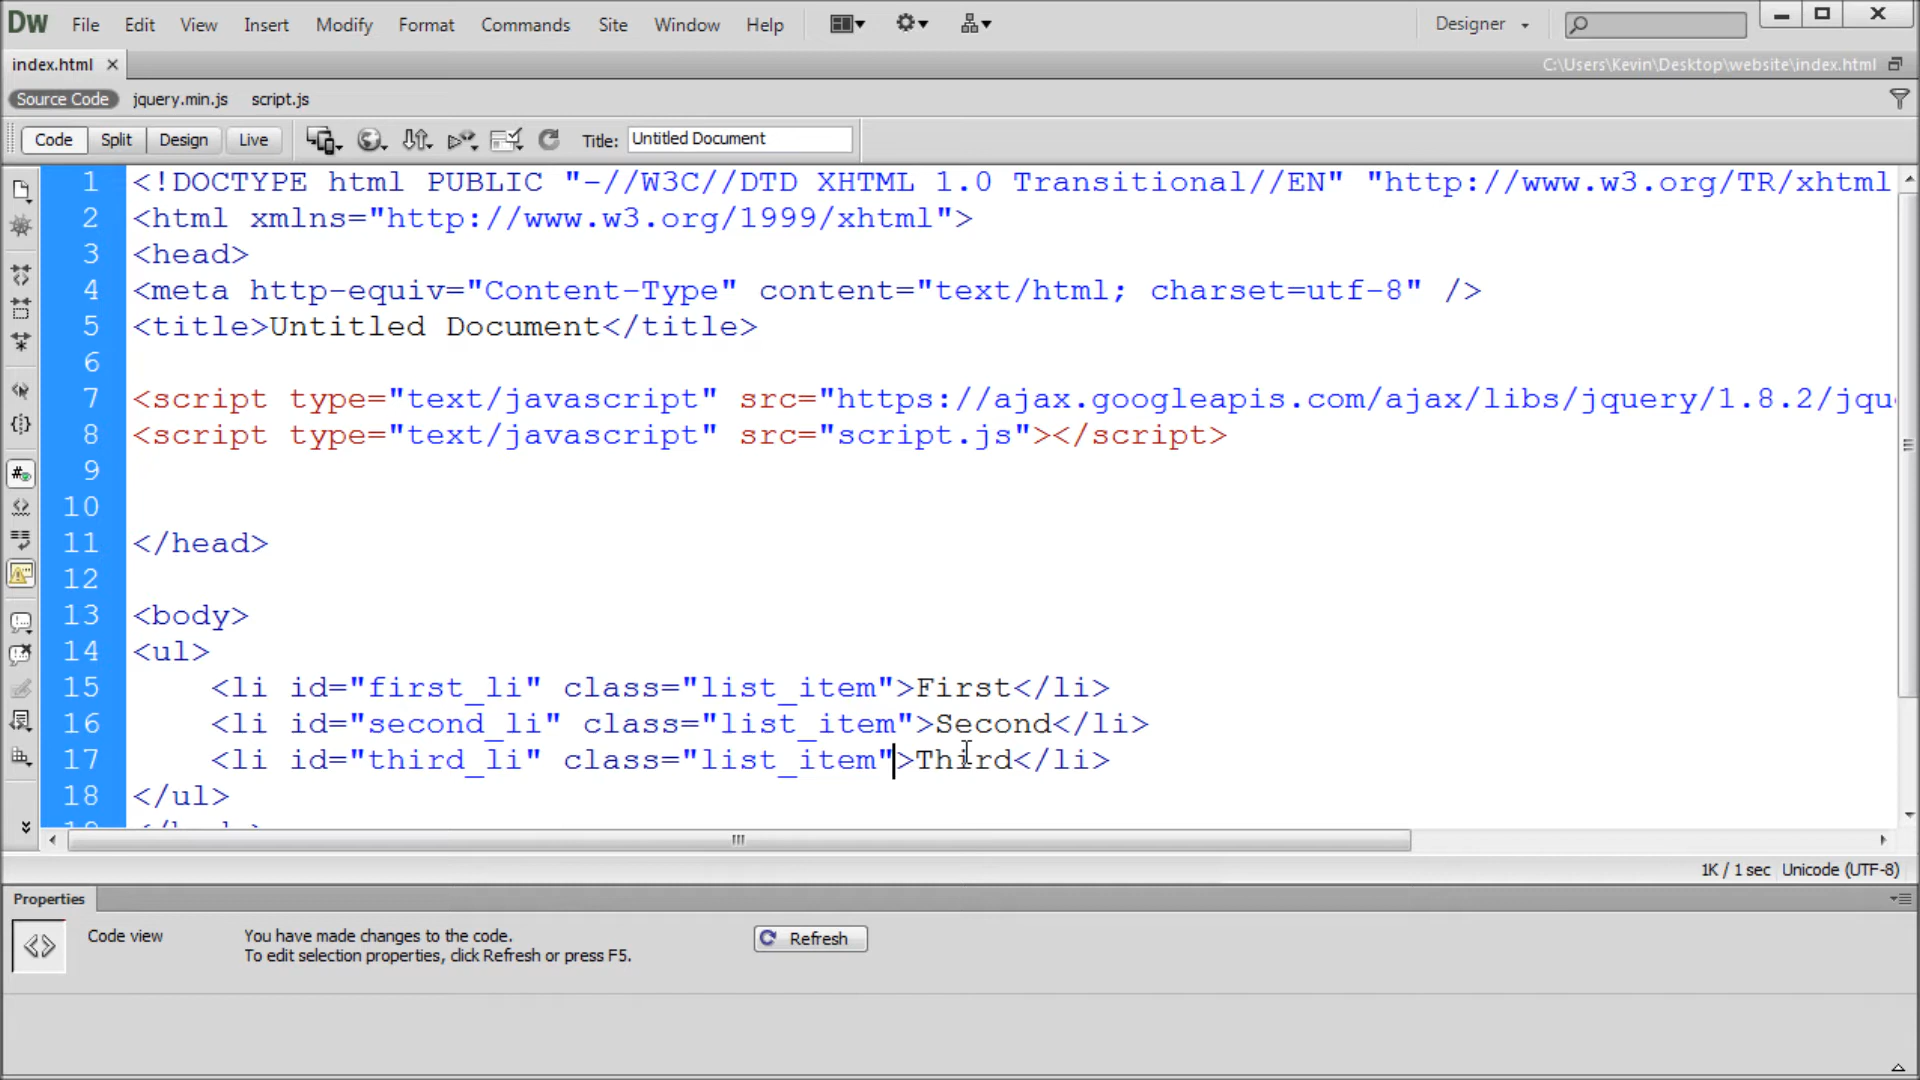 Dw File Edit View Insert Modify Format Commands Site Window Help Designer
index.html C:\Users\Kevin\Desktop\website\index.html
Source Code jquery.min.js script.js
Code Split Design Live Title: Untitled Document
1 <!DOCTYPE html PUBLIC "-//W3C//DTD XHTML 1.0 Transitional//EN" "http://www.w3.org/TR/xhtml
2 <html xmlns="http://www.w3.org/1999/xhtml">
3 <head>
4 <meta http-equiv="Content-Type" content="text/html; charset=utf-8" />
5 <title>Untitled Document</title>
6
7 <script type="text/javascript" src="https://ajax.googleapis.com/ajax/libs/jquery/1.8.2/jqu
8 <script type="text/javascript" src="script.js"></script>
9
10
11 </head>
12
13 <body>
14 <ul>
15 <li id="first_li" class="list_item">First</li>
16 <li id="second_li" class="list_item">Second</li>
17 <li id="third_li" class="list_item">Third</li>
18 </ul>
1K / 1 sec Unicode (UTF-8)
Properties
Code view You have made changes to the code. Refresh
To edit selection properties, click Refresh or press F5.